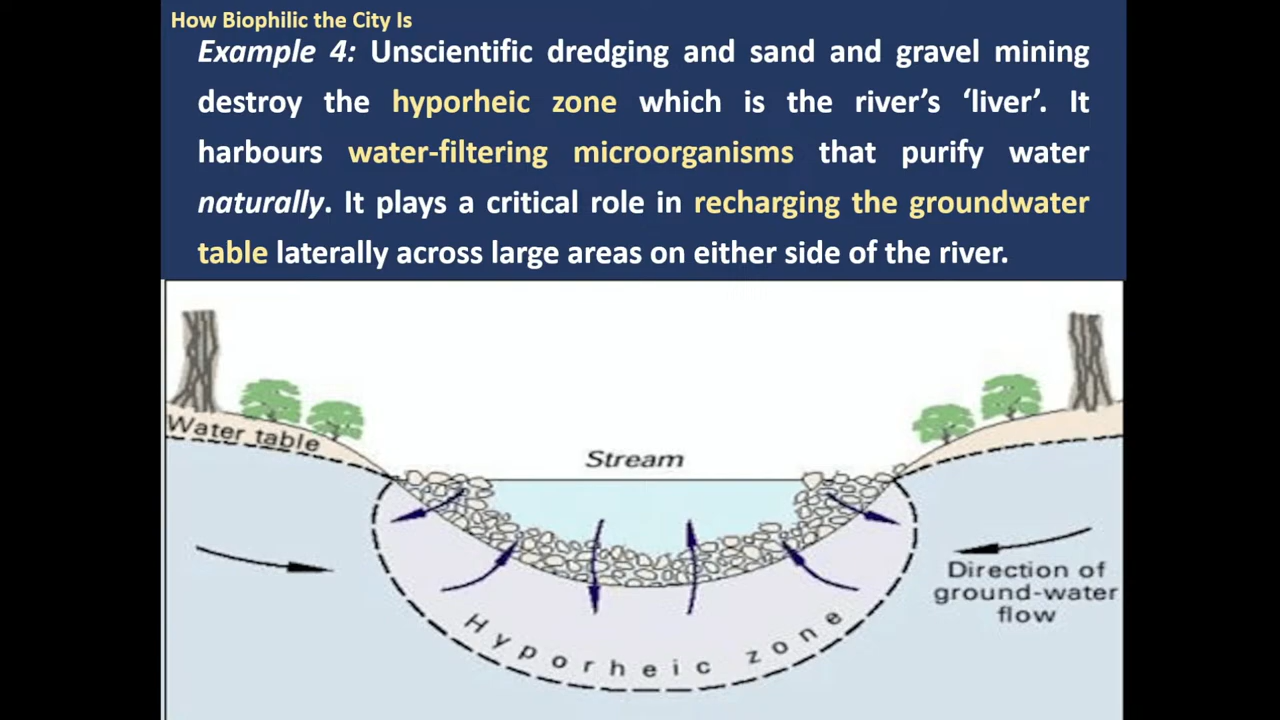 How Biophilic the City Is
Example 4: Unscientific dredging and sand and gravel mining
destroy the hyporheic zone which is the river’s ‘liver’. It
harbours water-filtering microorganisms that purify water
naturally. It plays a critical role in recharging the groundwater
table laterally across large areas on either side of the river.
Water table
Stream
Direction of
ground-water
flow
Hyporheic zone